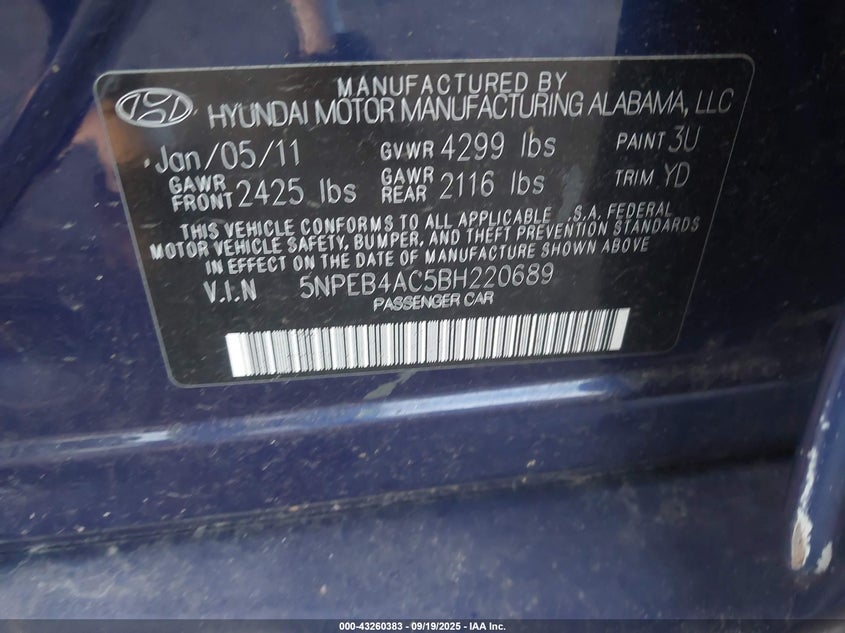 MANUFACTURED BY
HYUNDAI MOTOR MANUFACTURING ALABAMA, LLC
Jan/05/11 GVWR 4299 lbs PAINT 3U
GAWR FRONT 2425 lbs GAWR REAR 2116 lbs TRIM YD
THIS VEHICLE CONFORMS TO ALL APPLICABLE .S.A. FEDERAL
MOTOR VEHICLE SAFETY, BUMPER, AND THEFT PREVENTION STANDARDS
IN EFFECT ON THE DATE OF MANUFACTURE SHOWN ABOVE
V.I.N 5NPEB4AC5BH220689
PASSENGER CAR
000-43260383 - 09/19/2025 - IAA Inc.